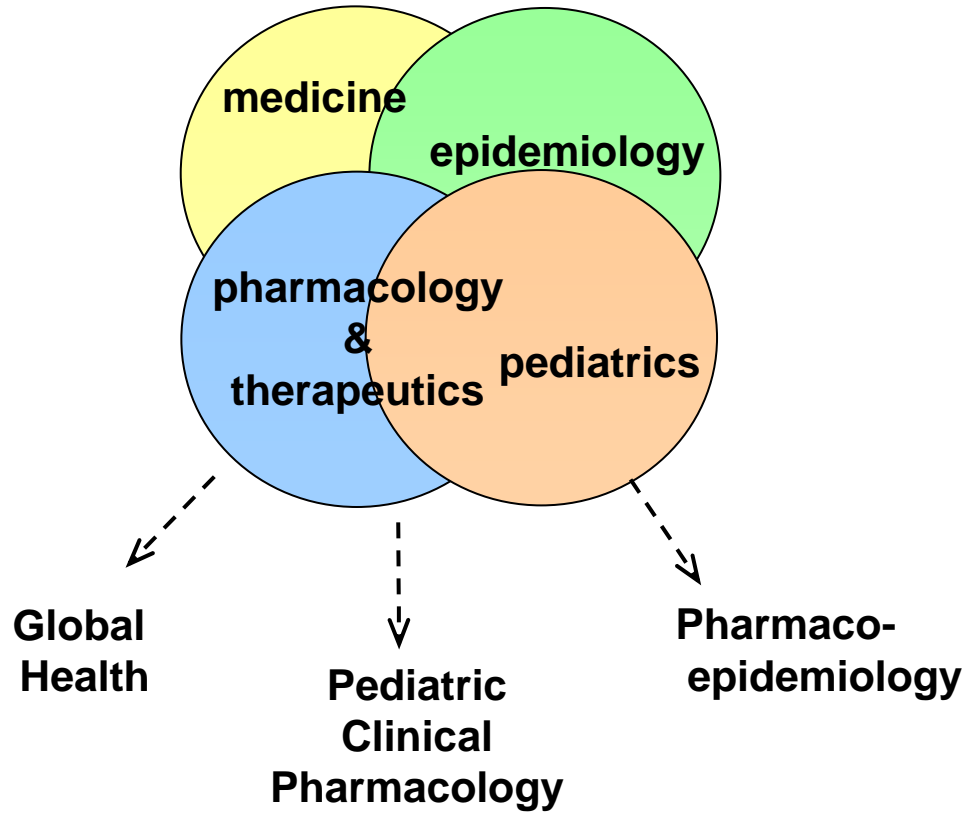 medicine
epidemiology
pharmacology
&
therapeutics
pediatrics
Global
Health
Pediatric
Clinical
Pharmacology
Pharmaco-
epidemiology